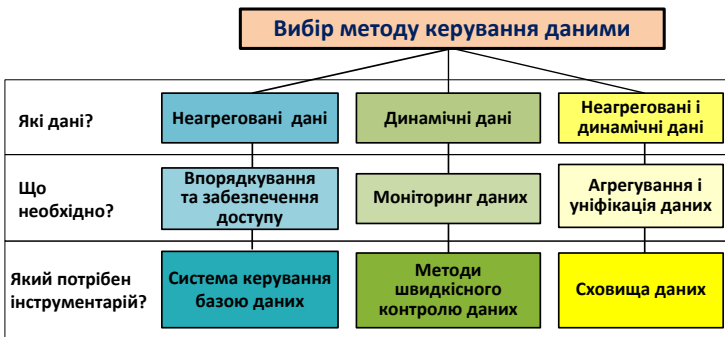 Вибір методу керування даними
Які дані?
Неагреговані дані
Динамічні дані
Неагреговані і
динамічні дані
Що
необхідно?
Впорядкування
та забезпечення
доступу
Моніторинг даних
Агрегування і
уніфікація даних
Який потрібен
інструментарій?
Система керування
базою даних
Методи
швидкісного
контролю даних
Сховища даних